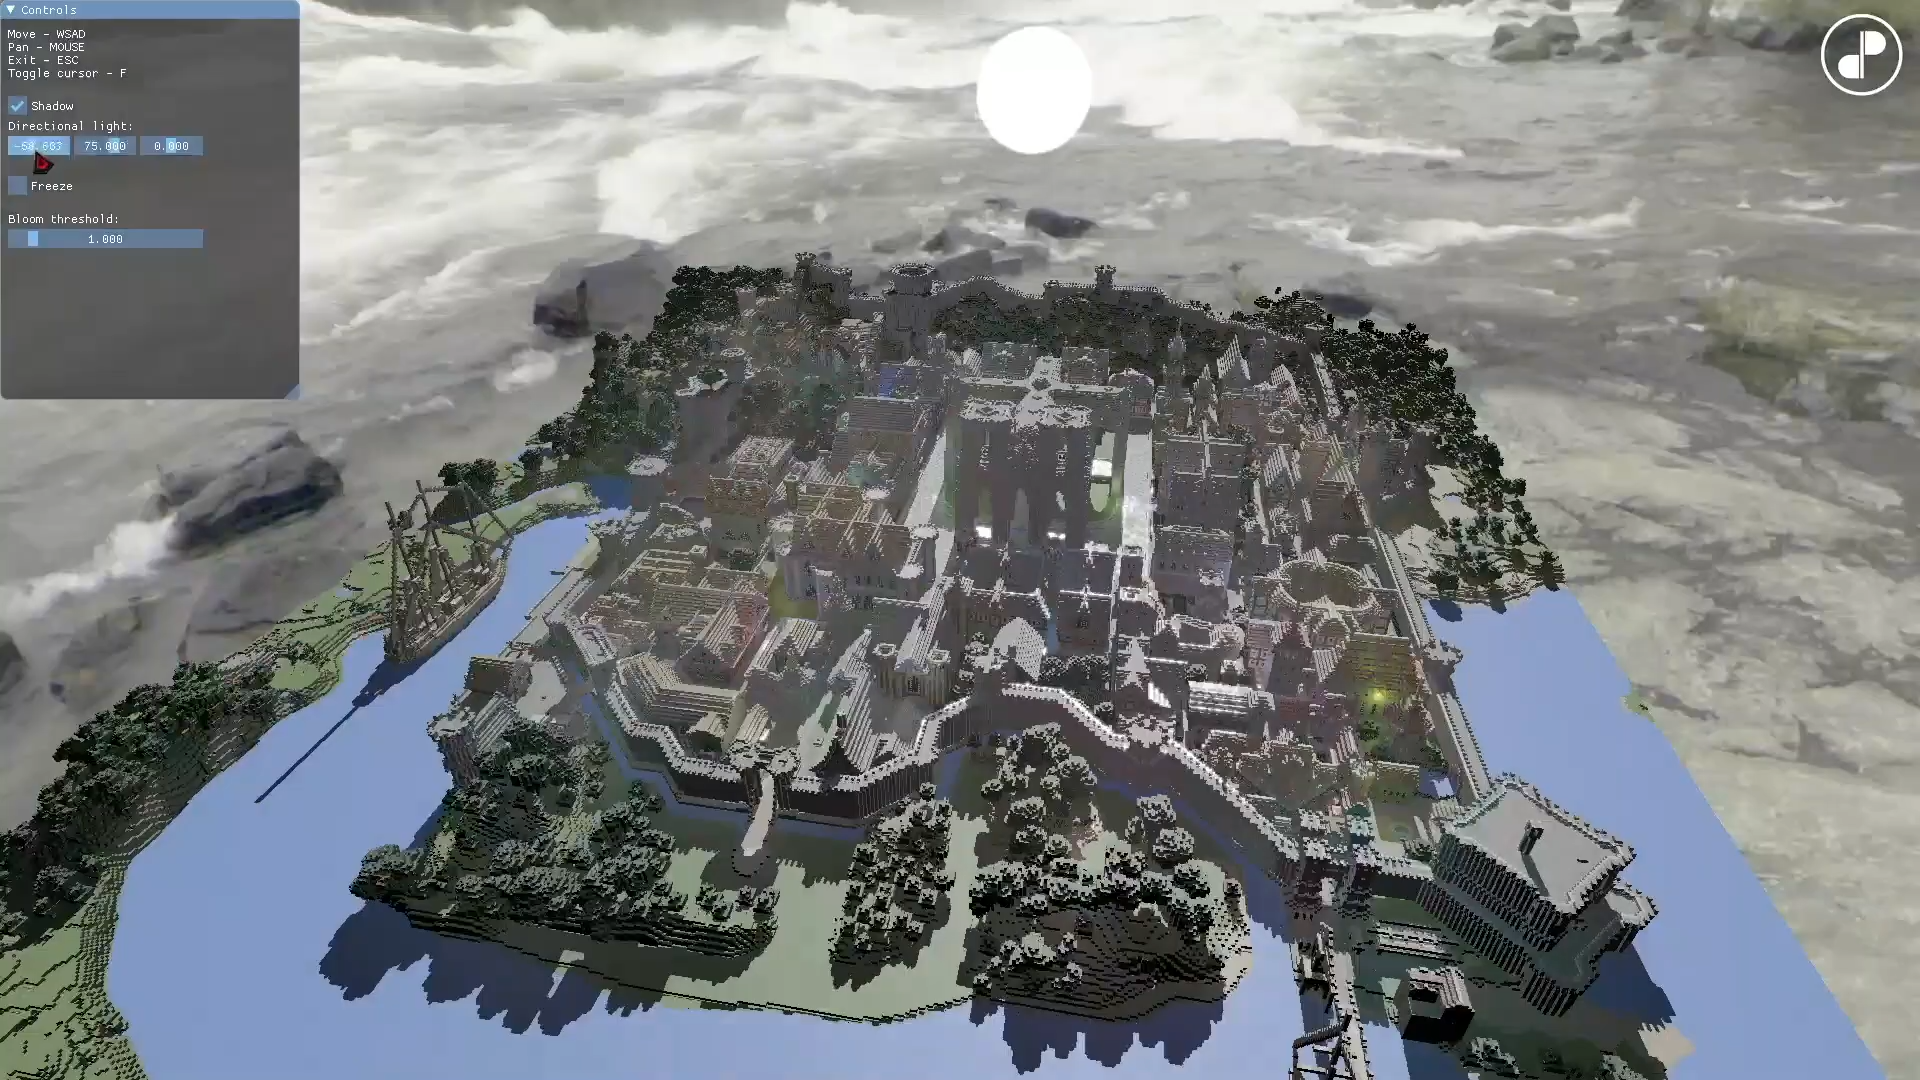 Controls
Move - WSAD
Pan - MOUSE
Exit - ESC
Toggle cursor - F
Shadow
Directional light:
75.000 0.000
Freeze
Bloom threshold:
1.000